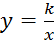 y = k/x